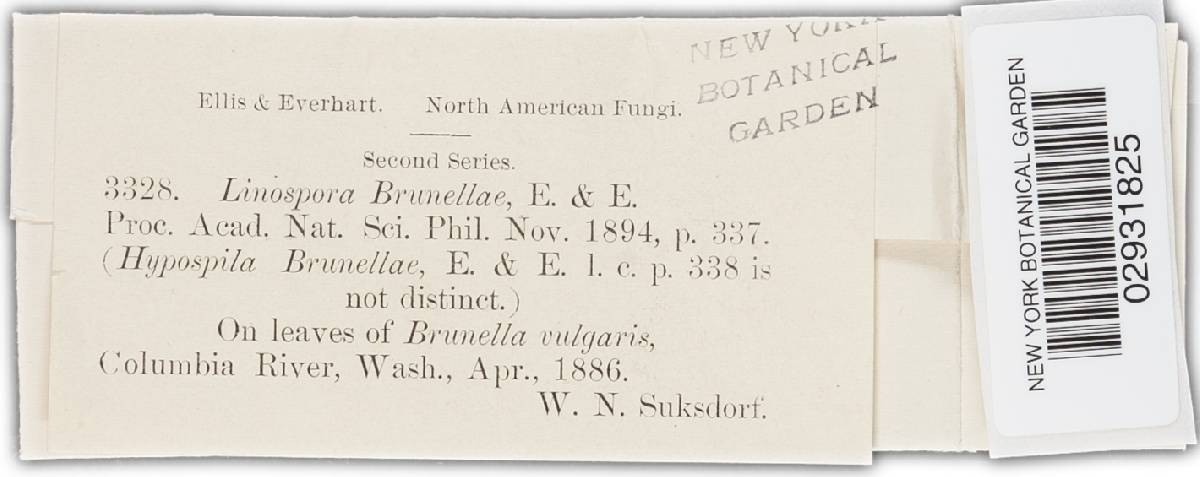 NEW YORK
BOTANICAL
GARDEN
Ellis & Everhart. North American Fungi.
Second Series.
3328. Linospora Brunellae, E. & E.
Proc. Acad. Nat. Sci. Phil. Nov. 1894, p. 337.
(Hypospila Brunellae, E. & E. l. c. p. 338 is
not distinct.)
On leaves of Brunella vulgaris,
Columbia River, Wash., Apr., 1886.
W. N. Suksdorf.
NEW YORK BOTANICAL GARDEN
02931825